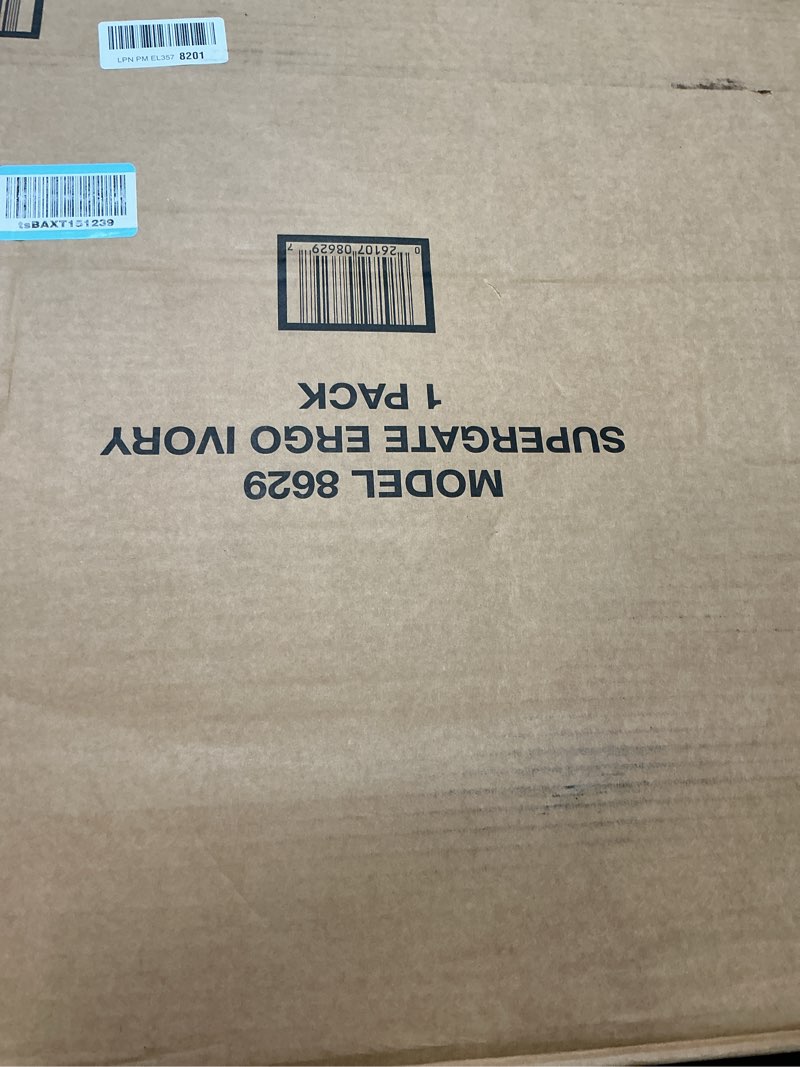 LPN PM EL357 8201
tsBAXT151239
MODEL 8629
SUPERGATE ERGO IVORY
1 PACK
0 26107 08629 7